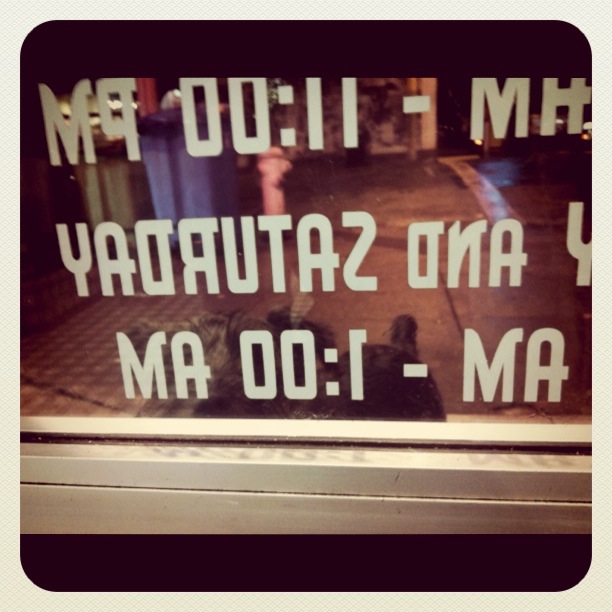 AM - 11:00 PM
Y AND SATURDAY
AM - 1:00 AM